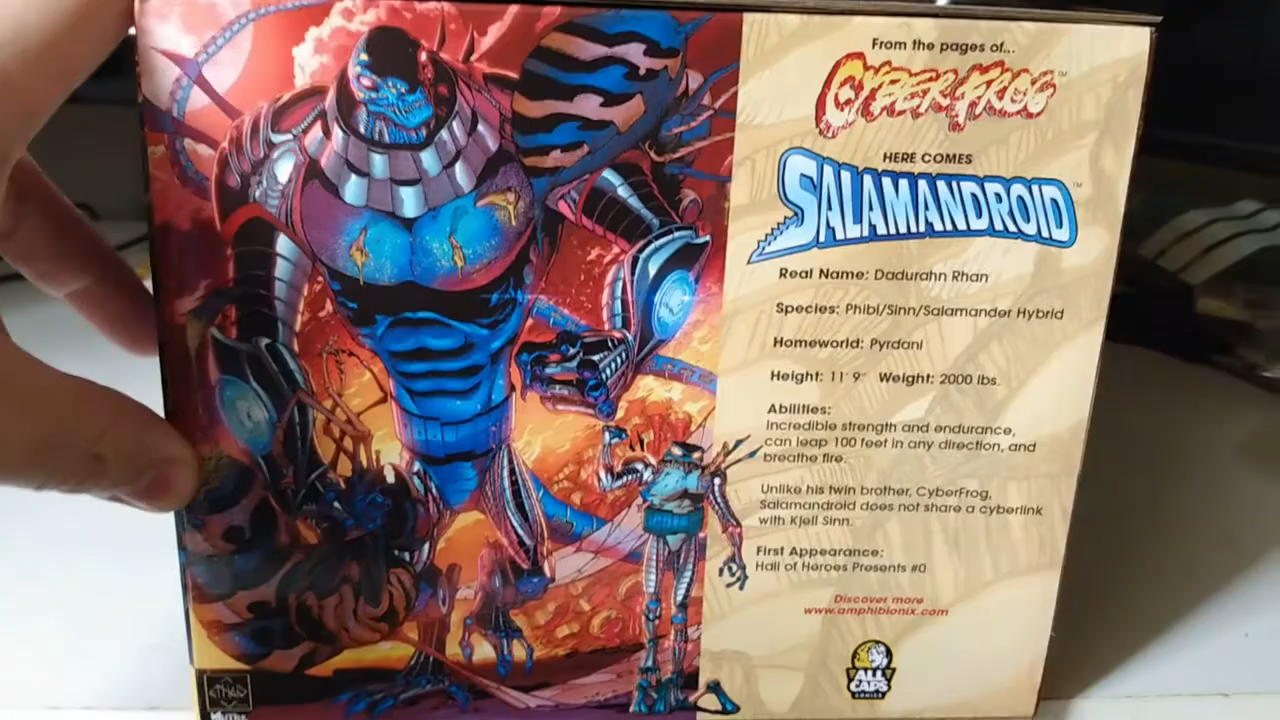 From the pages of...
CYBERFROG™
HERE COMES
SALAMANDROID™
Real Name: Dadurahn Rhan
Species: Phibi/Sinn/Salamander Hybrid
Homeworld: Pyrdani
Height: 11' 9" Weight: 2000 lbs.
Abilities:
Incredible strength and endurance,
can leap 100 feet in any direction, and
breathe fire.
Unlike his twin brother, CyberFrog,
Salamandroid does not share a cyberlink
with Kjell Sinn.
First Appearance:
Hall of Heroes Presents #0
Discover more
www.amphibionix.com
ALL
CAPS
COMICS